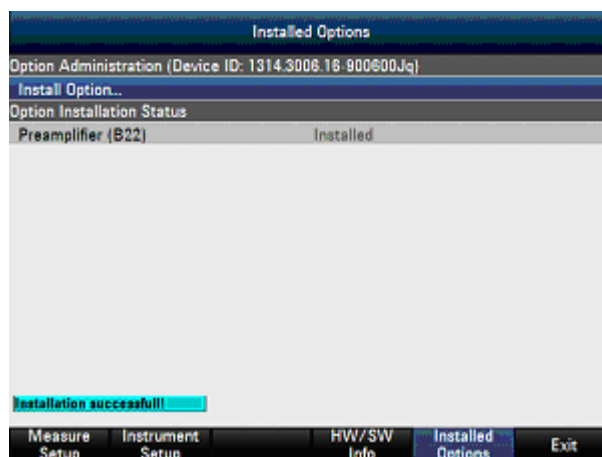 Installed Options
Option Administration (Device ID: 1314.3006.16-900600Jq)
Install Option...
Option Installation Status
Preamplifier (B22) Installed
Installation successfull!
Measure Setup Instrument Setup HW/SW Info Installed Options Exit